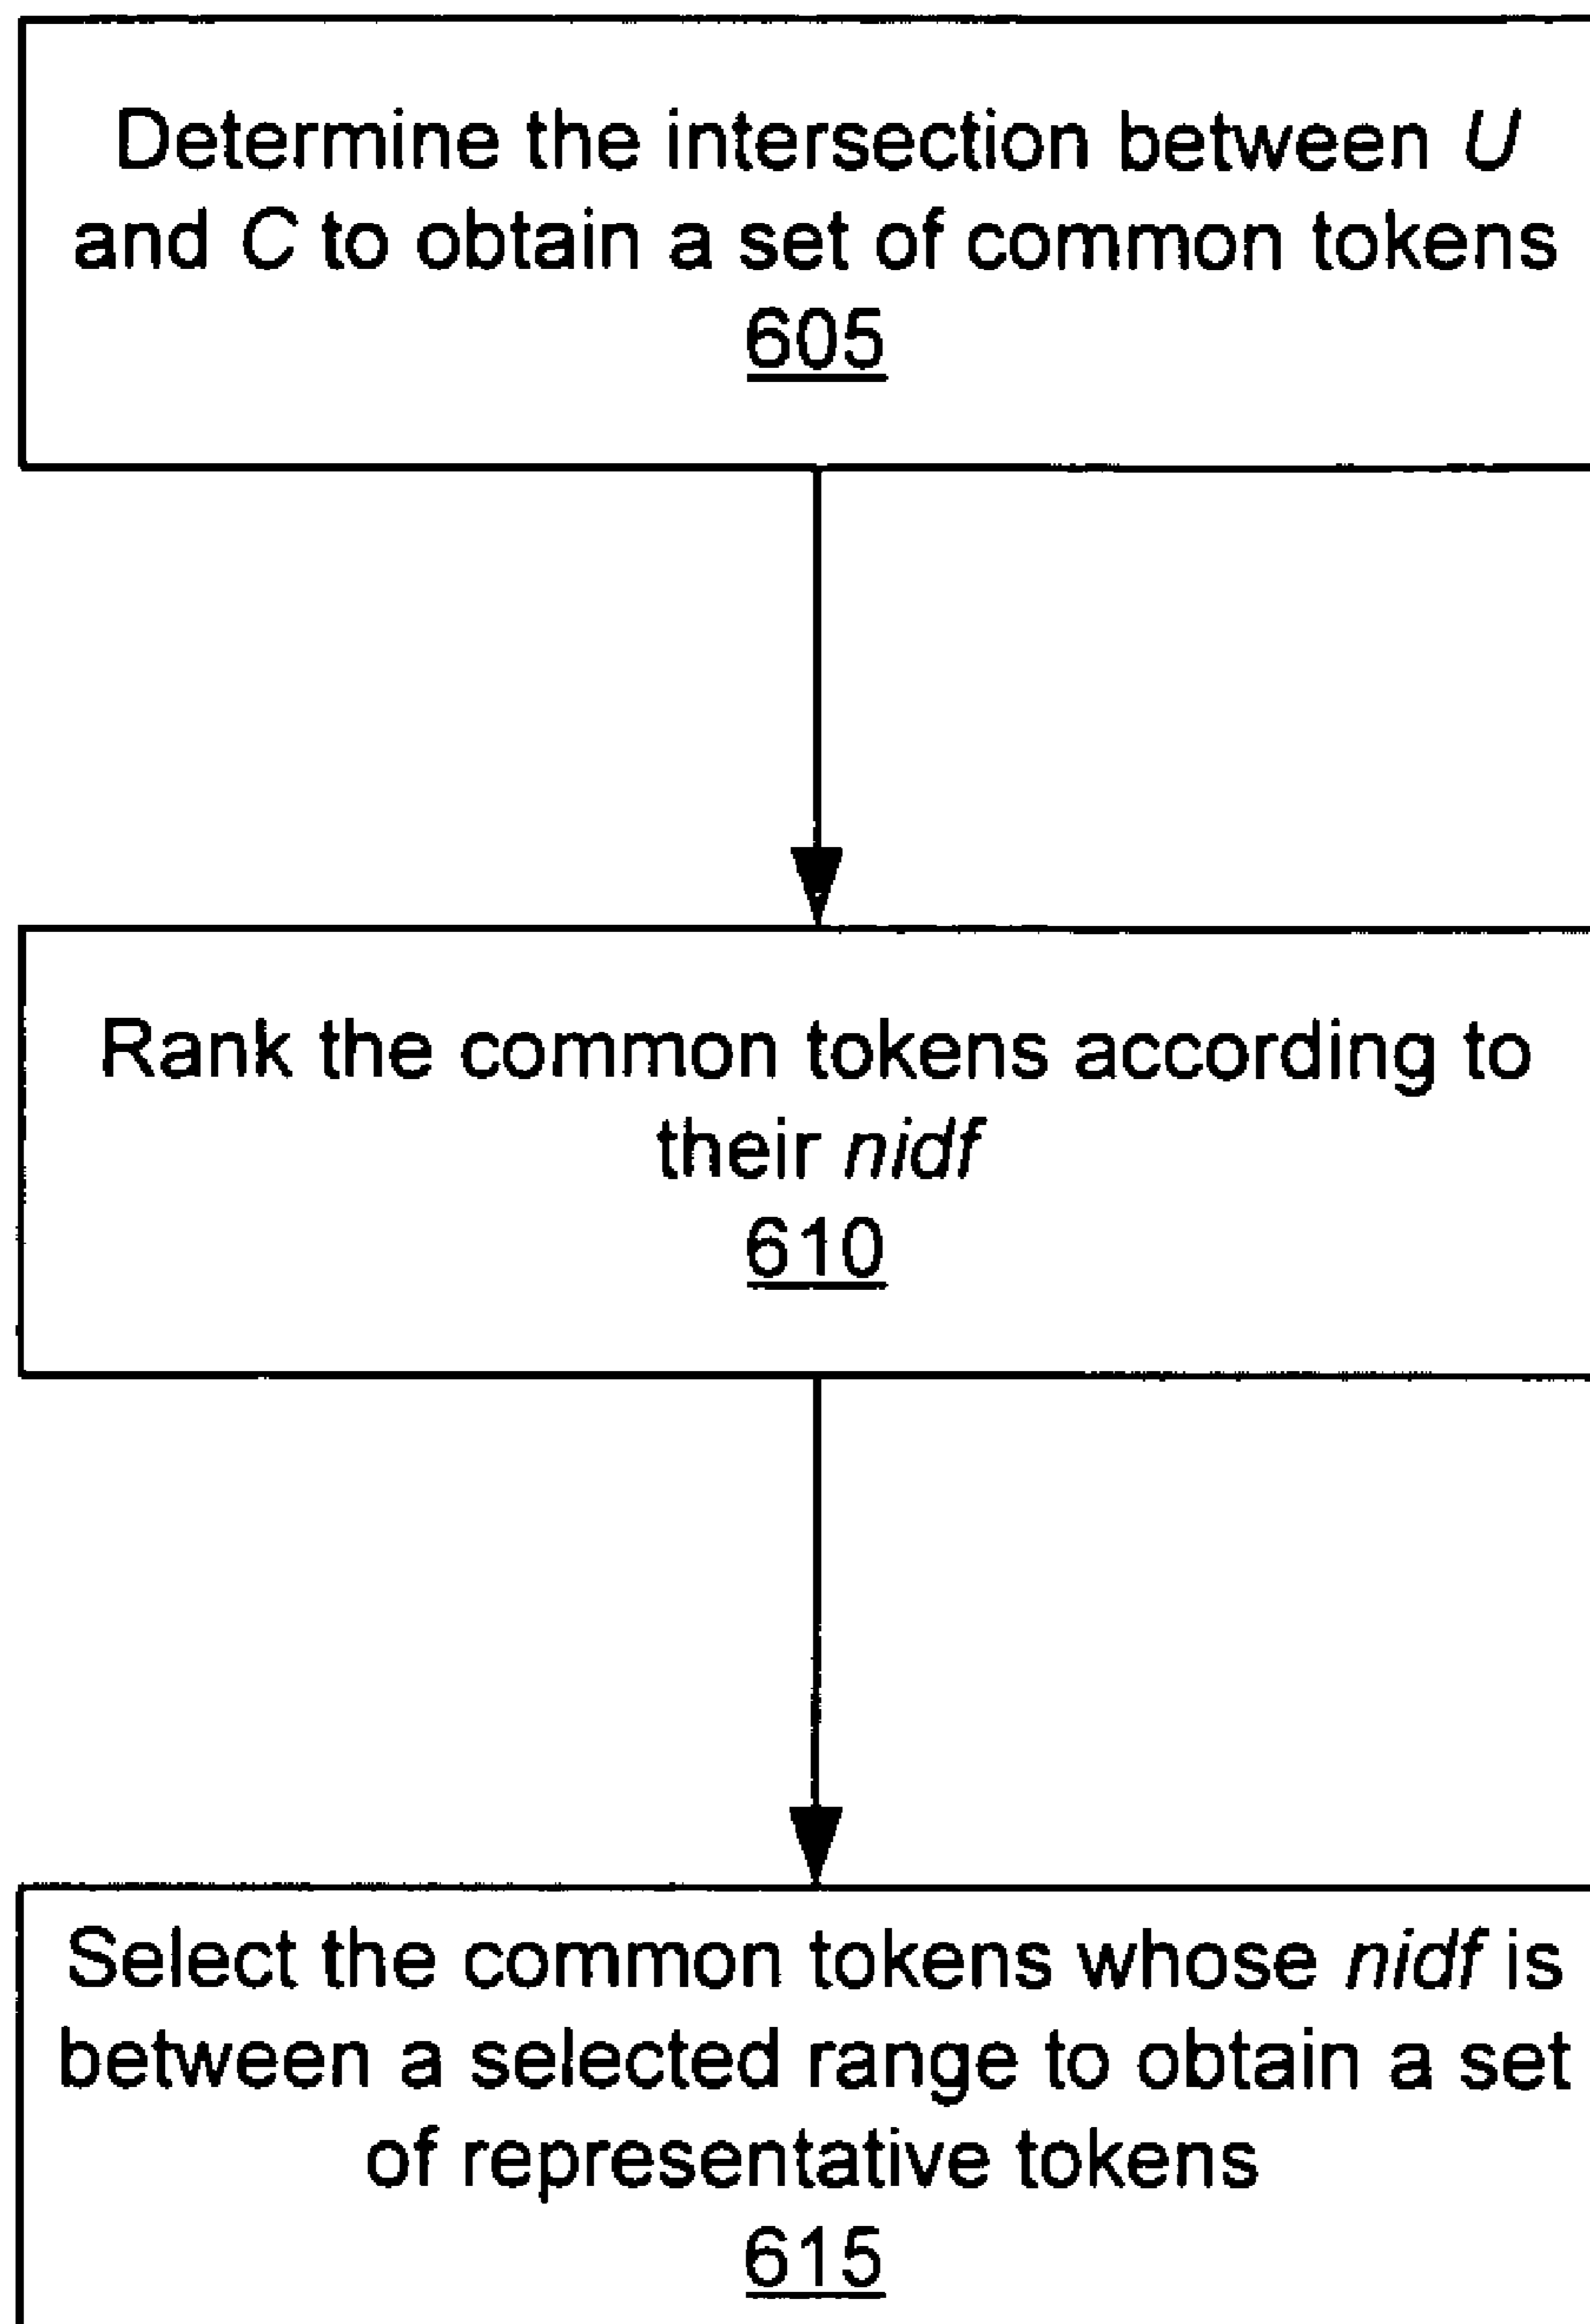 Determine the intersection between U
and C to obtain a set of common tokens
605
Rank the common tokens according to
their nidf
610
Select the common tokens whose nidf is
between a selected range to obtain a set
of representative tokens
615